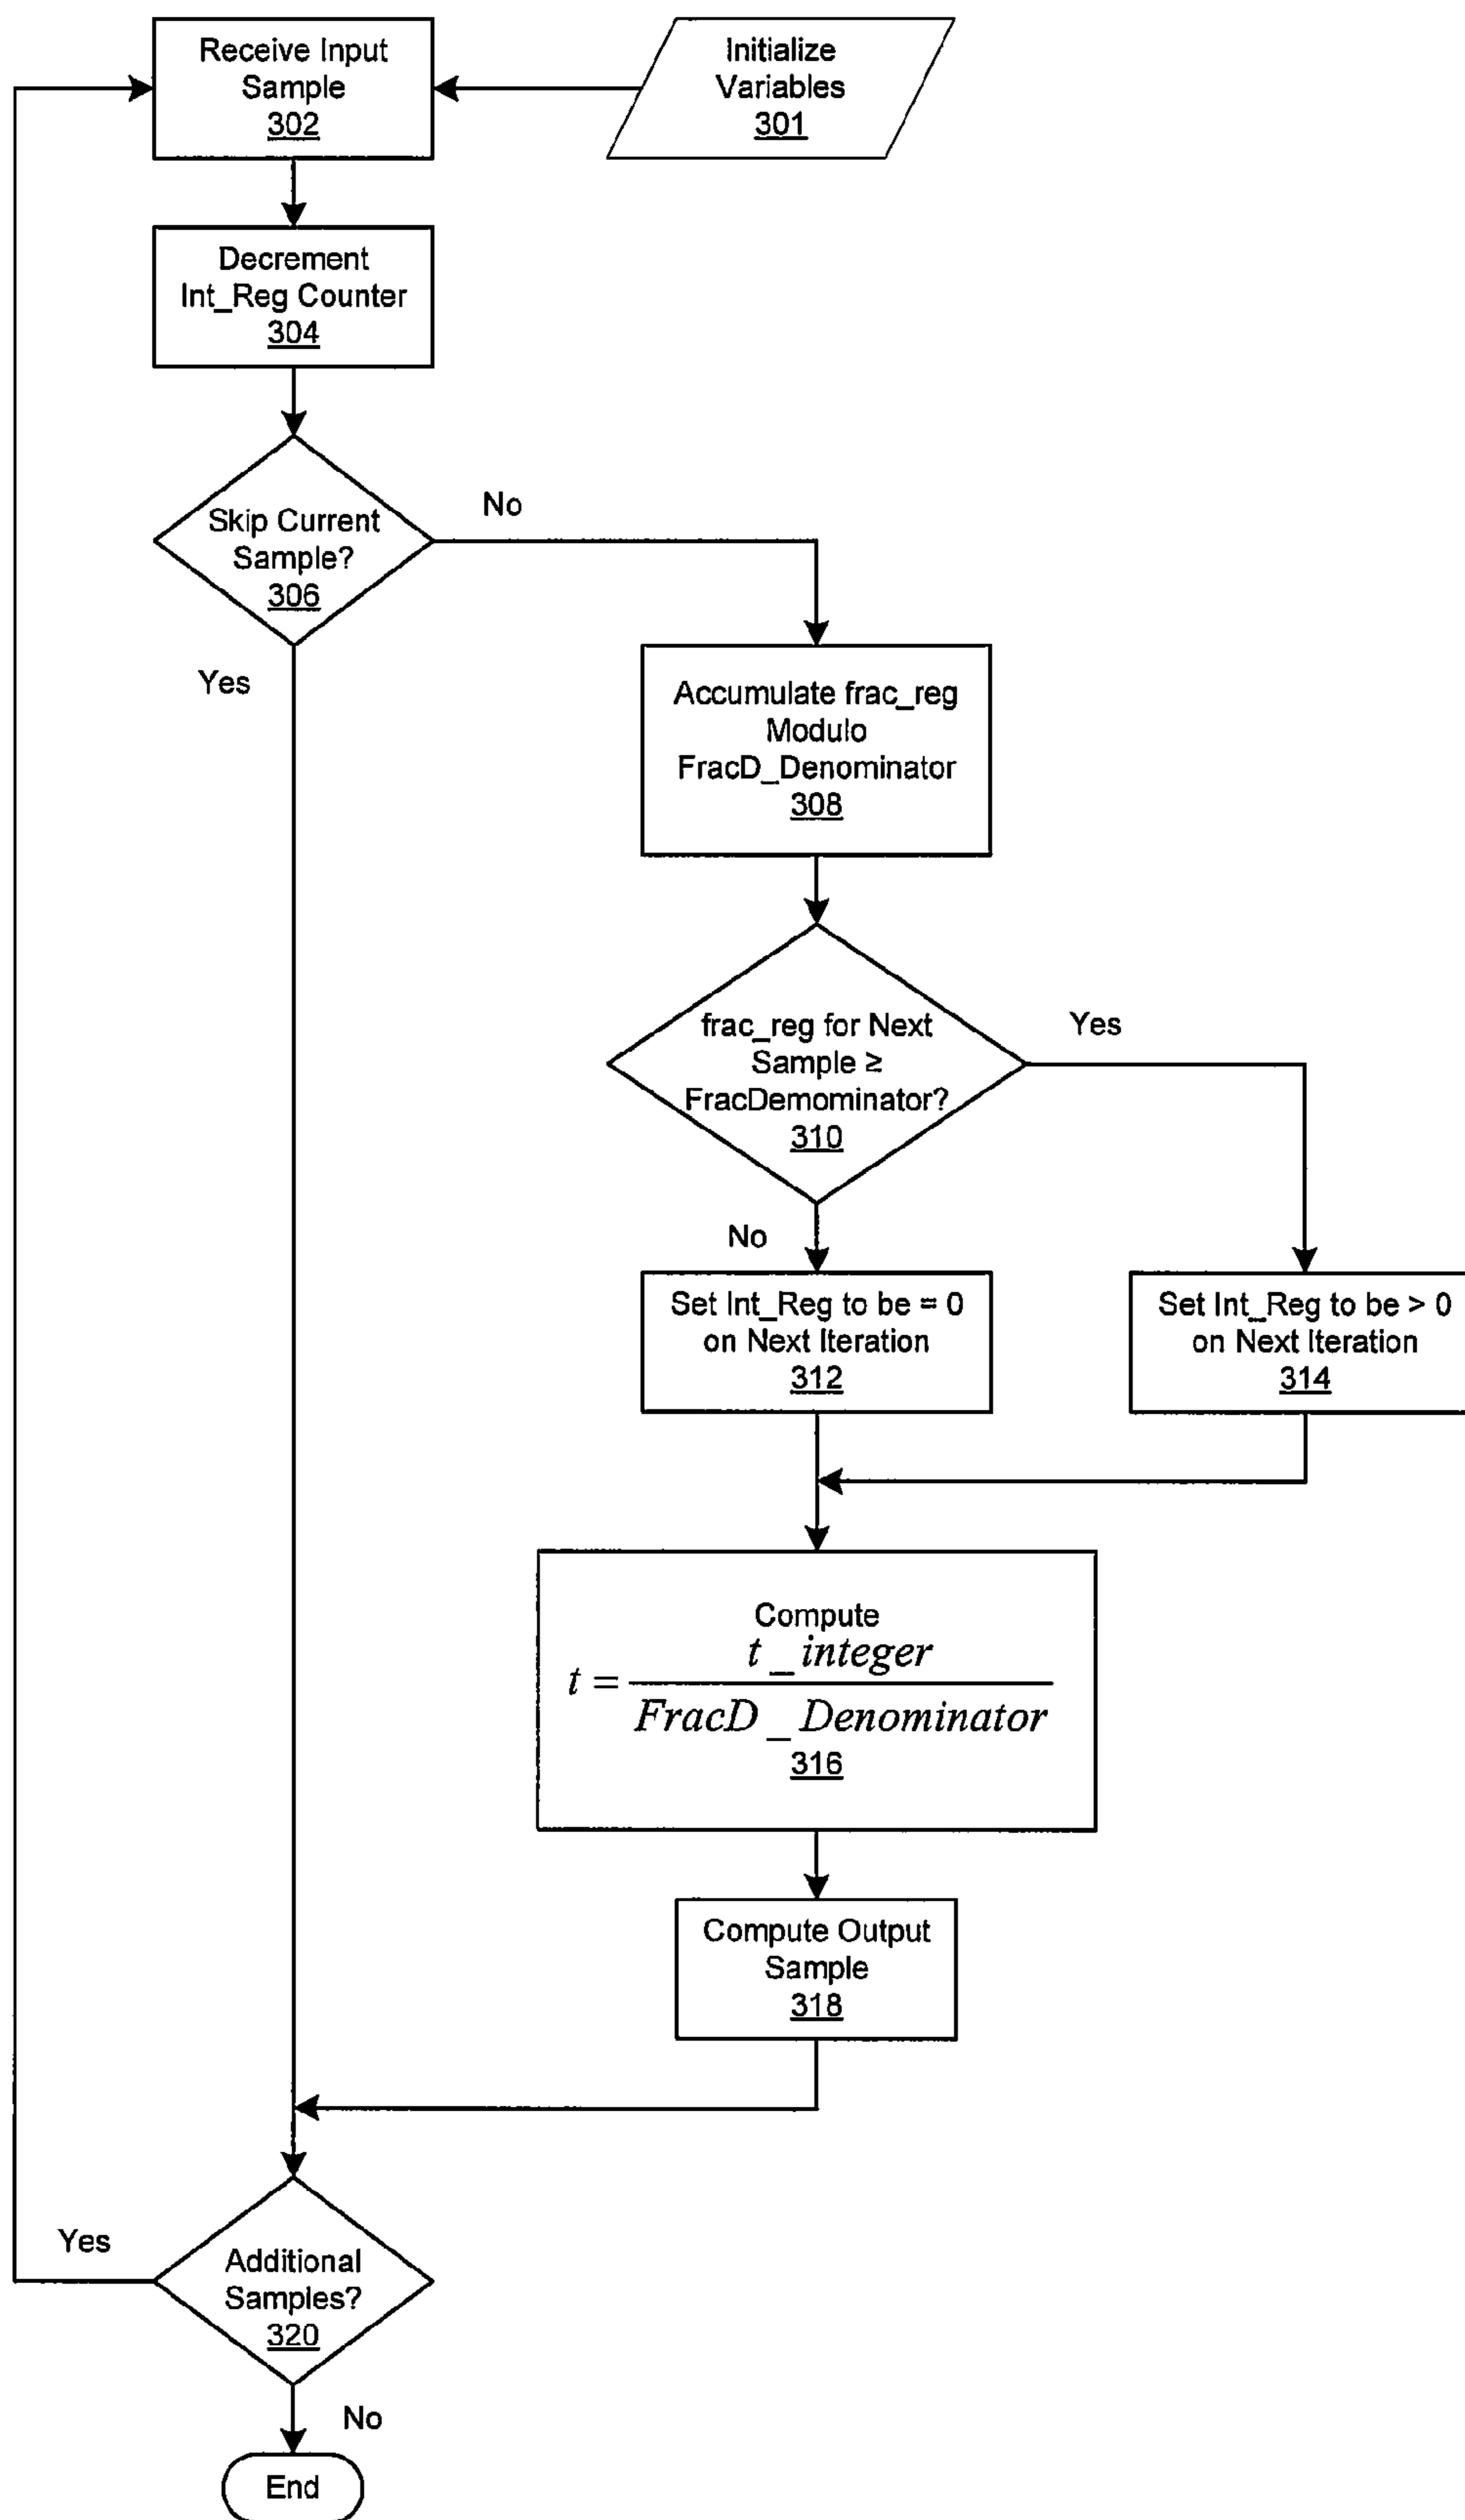 Receive Input
Sample
302
Initialize
Variables
301
Decrement
Int_Reg Counter
304
Skip Current
Sample?
306
No
Yes
Accumulate frac_reg
Modulo
FracD_Denominator
308
frac_reg for Next
Sample ≥
FracDemominator?
310
Yes
No
Set Int_Reg to be = 0
on Next Iteration
312
Set Int_Reg to be > 0
on Next Iteration
314
Compute
t = t_integer / FracD_Denominator
316
Compute Output
Sample
318
Additional
Samples?
320
Yes
No
End